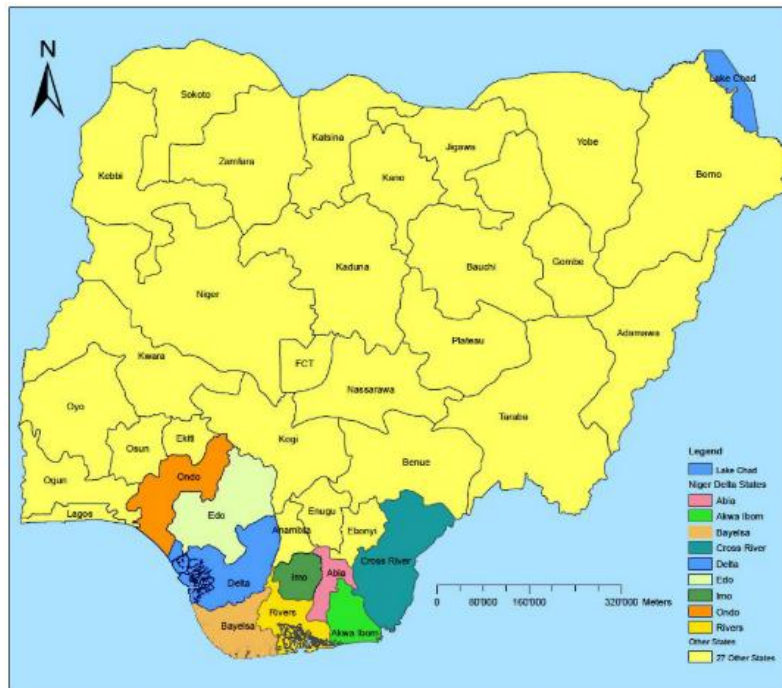 N
Lake Chad
Sokoto
Katsina
Yobe
Jigawa
Zamfara
Kebbi
Kano
Borno
Kaduna
Bauchi
Gombe
Niger
Adamawa
Plateau
FCT
Kwara
Nassarawa
Taraba
Oyo
Kogi
Ekiti
Osun
Benue
Ondo
Ogun
Lagos
Edo
Enugu
Anambra
Ebonyi
Cross River
Imo
Abia
Delta
Rivers
Bayelsa
Akwa Ibom
0 60'000 160'000 320'000 Meters
Legend
Lake Chad
Niger Delta States
Abia
Akwa Ibom
Bayelsa
Cross River
Delta
Edo
Imo
Ondo
Rivers
Other States
27 Other States